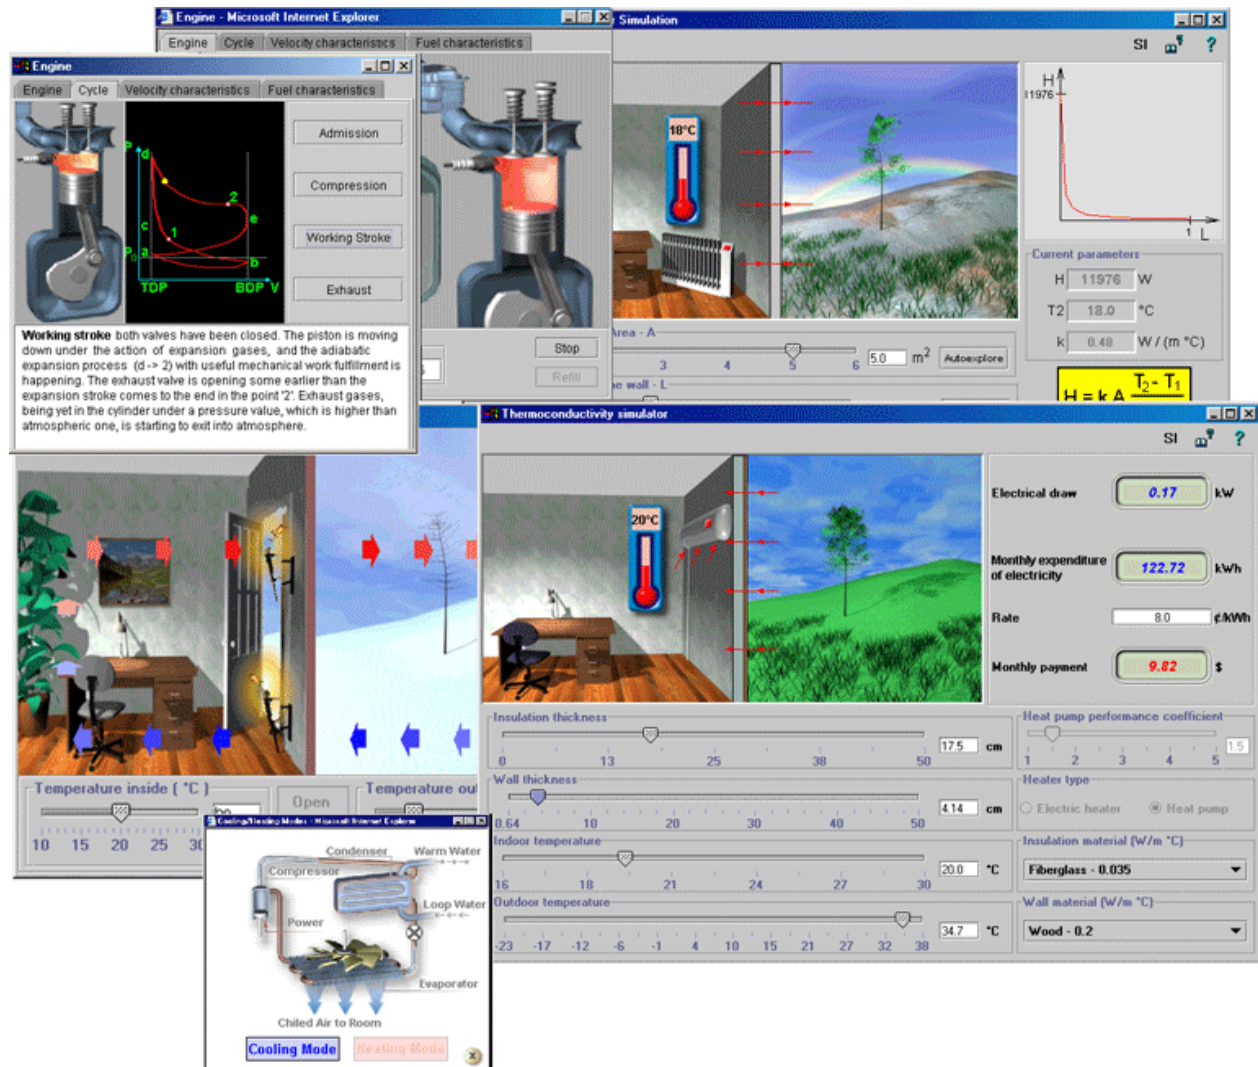 Engine - Microsoft Internet Explorer
Engine Cycle Velocity characteristics Fuel characteristics
Simulation
SI ?
Engine
Engine Cycle Velocity characteristics Fuel characteristics
P d
c
P₀ a
1
2
e
b
TDP BDP V
Admission
Compression
Working Stroke
Exhaust
Working stroke both valves have been closed. The piston is moving
down under the action of expansion gases, and the adiabatic
expansion process (d -> 2) with useful mechanical work fulfillment is
happening. The exhaust valve is opening some earlier than the
expansion stroke comes to the end in the point '2'. Exhaust gases,
being yet in the cylinder under a pressure value, which is higher than
atmospheric one, is starting to exit into atmosphere.
Stop
Refill
18°C
H
11976
1 L
Current parameters
H 11976 W
T2 18.0 °C
k 0.48 W / (m °C)
H = k A T₂ - T₁
Area - A
3 4 5 6
5.0 m² Autoexplore
wall - L
Thermoconductivity simulator
SI ?
20°C
Electrical draw 0.17 kW
Monthly expenditure
of electricity 122.72 kWh
Rate 8.0 ¢/kWh
Monthly payment 9.82 $
Insulation thickness
0 13 25 38 50
17.5 cm
Wall thickness
0.64 10 20 30 40 50
4.14 cm
Indoor temperature
16 18 21 24 27 30
20.0 °C
Outdoor temperature
-23 -17 -12 -6 -1 4 10 15 21 27 32 38
34.7 °C
Heat pump performance coefficient
1 2 3 4 5
1.5
Heater type
Electric heater Heat pump
Insulation material (W/m °C)
Fiberglass - 0.035
Wall material (W/m °C)
Wood - 0.2
Temperature inside ( °C )
10 15 20 25 30
Open
Temperature out
Cooling/Heating Modes - Microsoft Internet Explorer
Condenser
Warm Water
Compressor
Loop Water
Power
Evaporator
Chiled Air to Room
Cooling Mode Heating Mode